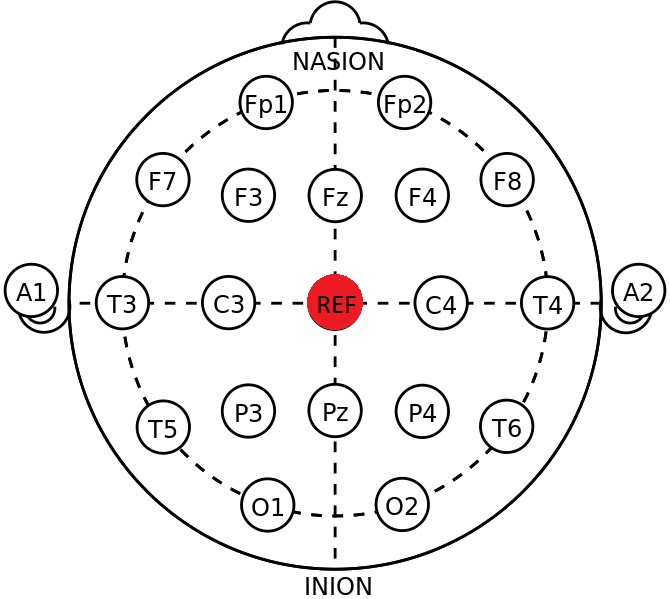 NASION
Fp1 Fp2
F7 F3 Fz F4 F8
A1 T3 C3 REF C4 T4 A2
T5 P3 Pz P4 T6
O1 O2
INION